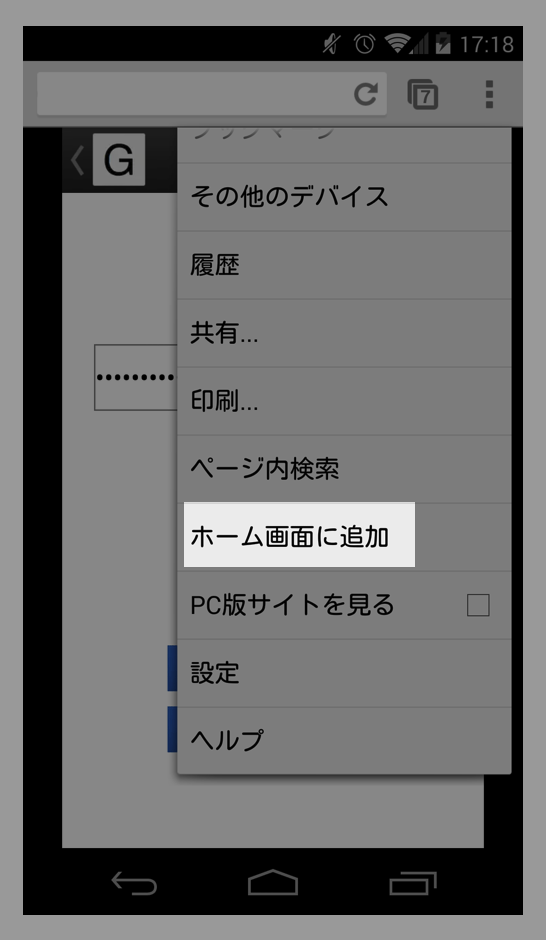 17:18
7
G
その他のデバイス
履歴
共有...
印刷...
ページ内検索
ホーム画面に追加
PC版サイトを見る
設定
ヘルプ